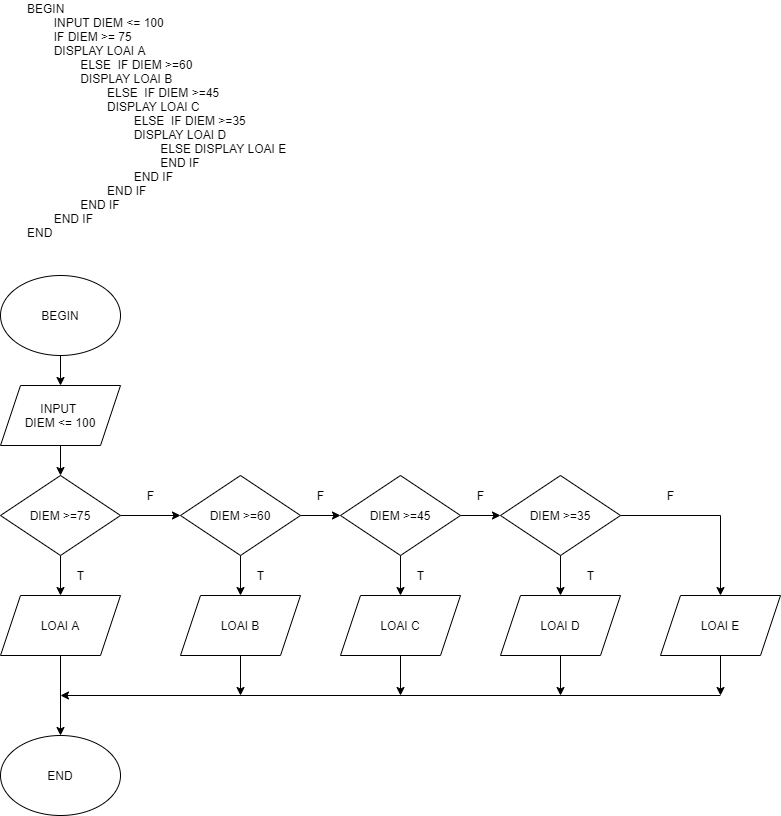 BEGIN
INPUT DIEM <= 100
IF DIEM >= 75
DISPLAY LOAI A
ELSE  IF DIEM >=60
DISPLAY LOAI B
ELSE  IF DIEM >=45
DISPLAY LOAI C
ELSE  IF DIEM >=35
DISPLAY LOAI D
ELSE DISPLAY LOAI E
END IF
END IF
END IF
END IF
END IF
END
BEGIN
INPUT
DIEM <= 100
DIEM >=75
F
DIEM >=60
F
DIEM >=45
F
DIEM >=35
F
T
T
T
T
LOAI A
LOAI B
LOAI C
LOAI D
LOAI E
END